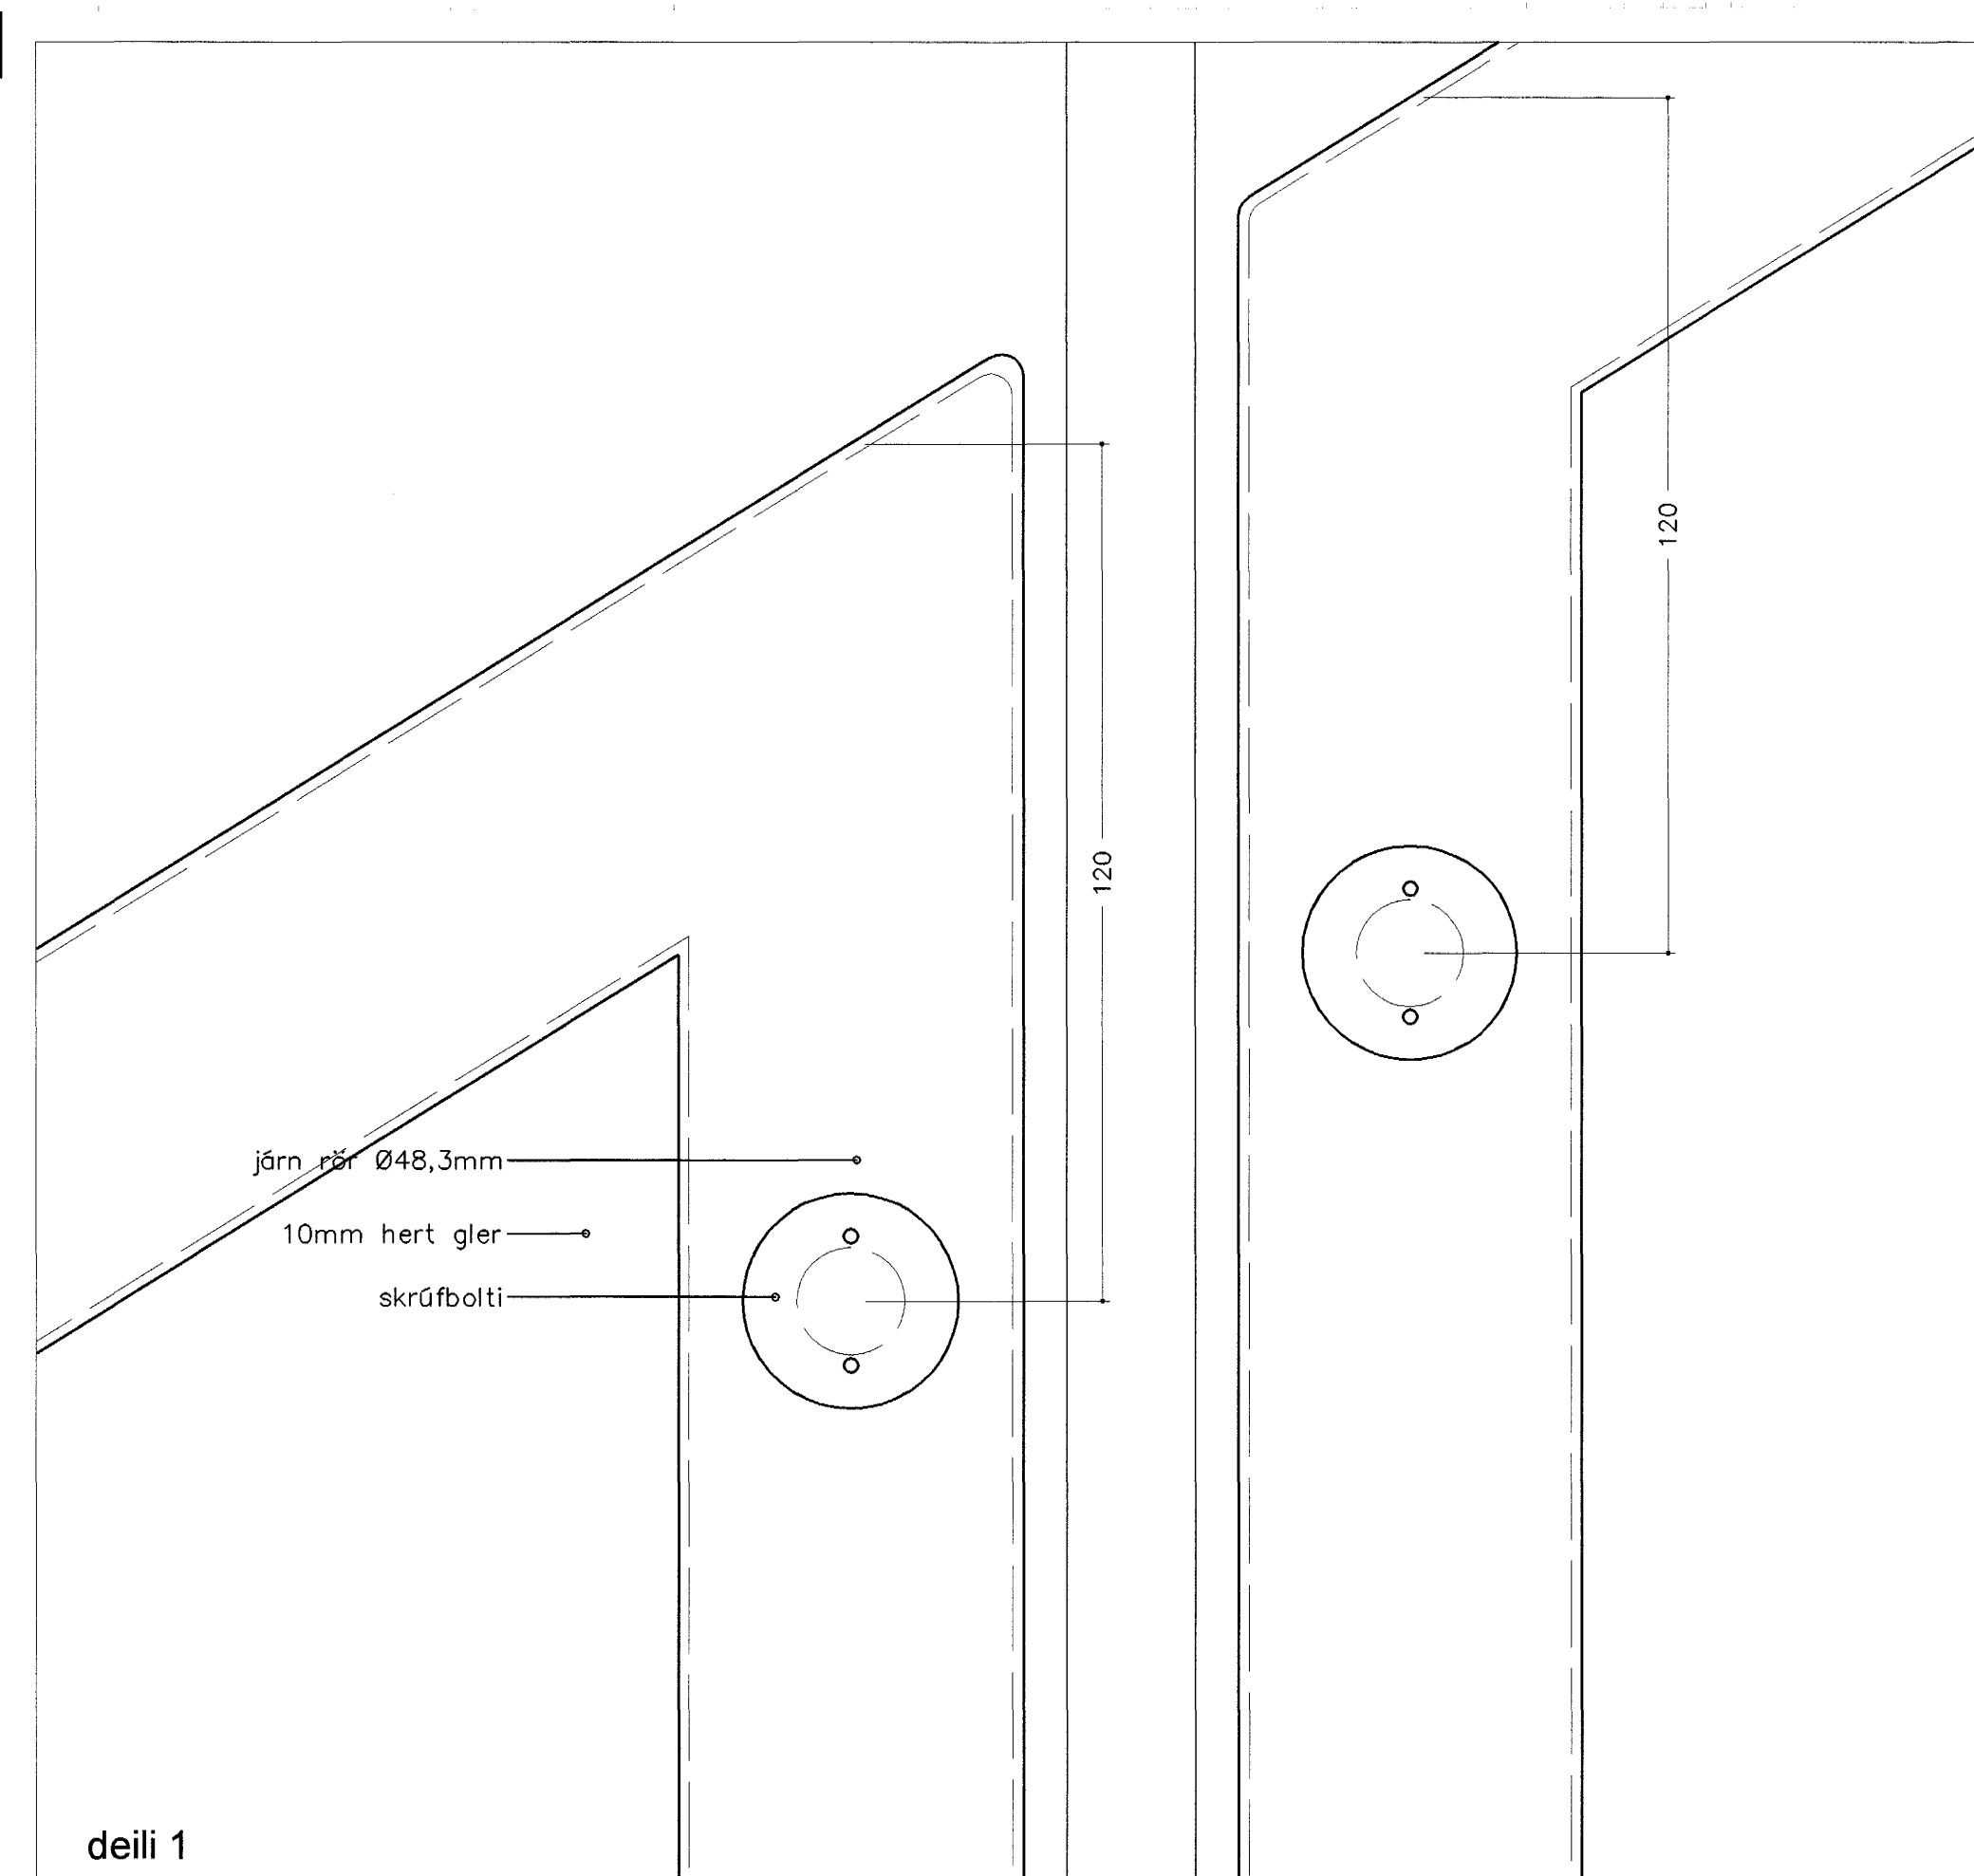 120
120
járn rör Ø48,3mm
10mm hert gler
skrúfbolti
deili 1